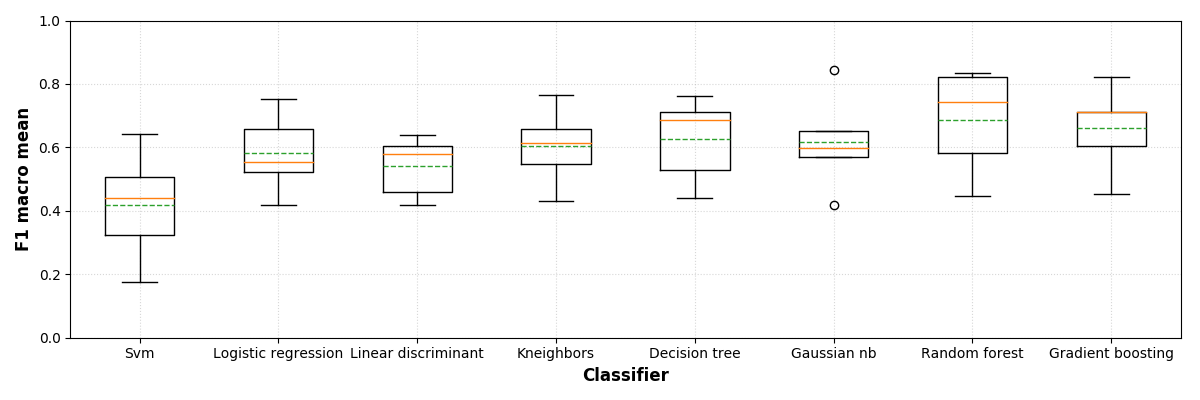 F1 macro mean
1.0
0.8
0.6
0.4
0.2
0.0
Svm Logistic regression Linear discriminant Kneighbors Decision tree Gaussian nb Random forest Gradient boosting
Classifier